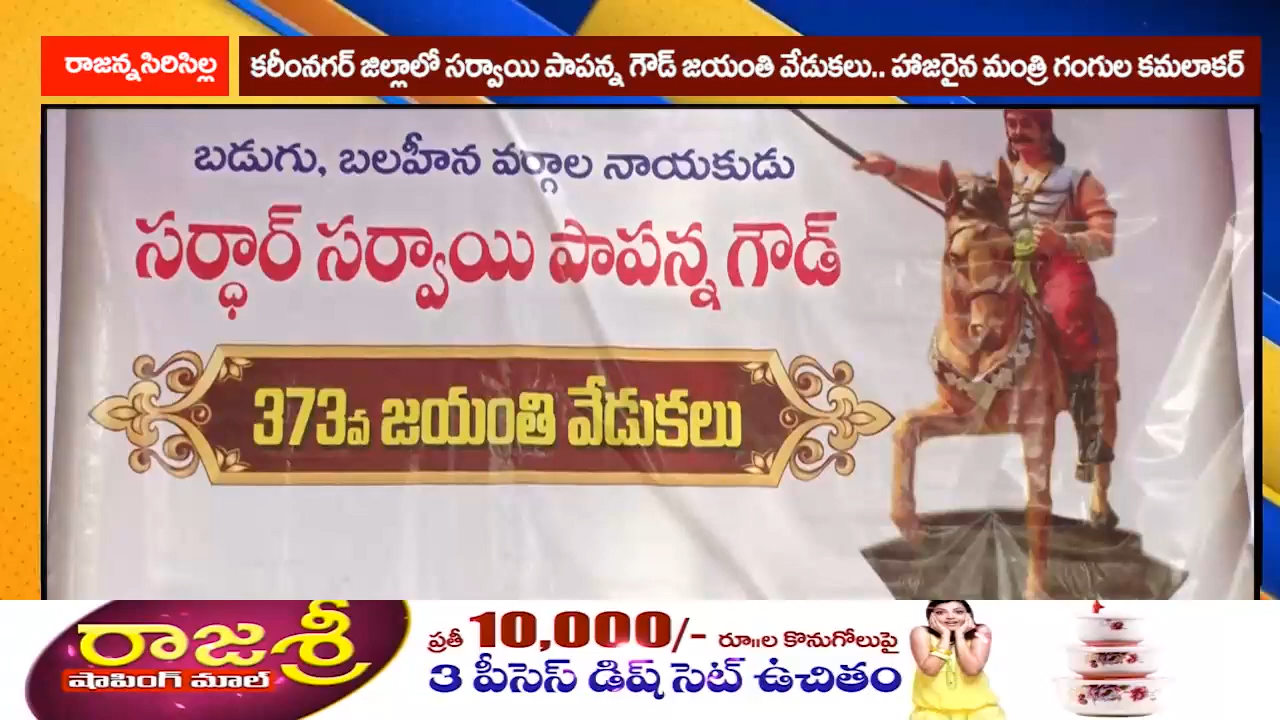 రాజన్నసిరిసిల్ల
కరీంనగర్ జిల్లాలో సర్వాయి పాపన్న గౌడ్ జయంతి వేడుకలు.. హాజరైన మంత్రి గంగుల కమలాకర్
బడుగు, బలహీన వర్గాల నాయకుడు
సర్ధార్ సర్వాయి పాపన్న గౌడ్
373వ జయంతి వేడుకలు
రాజశ్రీ
షాపింగ్ మాల్
ప్రతీ 10,000/- రూ॥ల కొనుగోలుపై
3 పీసెస్ డిష్ సెట్ ఉచితం